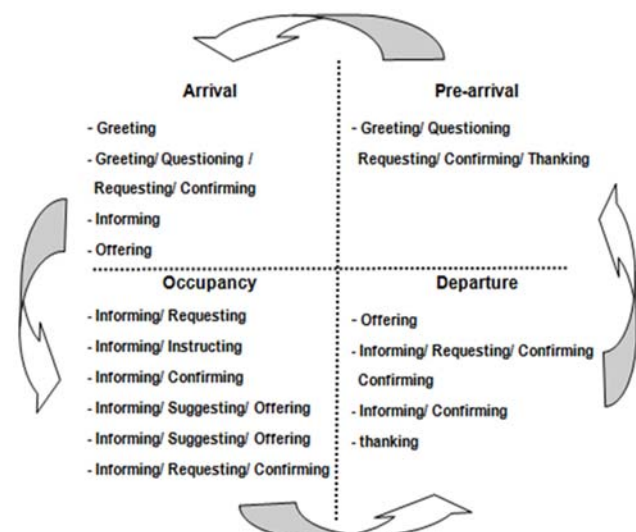 Arrival
- Greeting
- Greeting/ Questioning /
Requesting/ Confirming
- Informing
- Offering
Pre-arrival
- Greeting/ Questioning
Requesting/ Confirming/ Thanking
Occupancy
- Informing/ Requesting
- Informing/ Instructing
- Informing/ Confirming
- Informing/ Suggesting/ Offering
- Informing/ Suggesting/ Offering
- Informing/ Requesting/ Confirming
Departure
- Offering
- Informing/ Requesting/ Confirming
Confirming
- Informing/ Confirming
- thanking